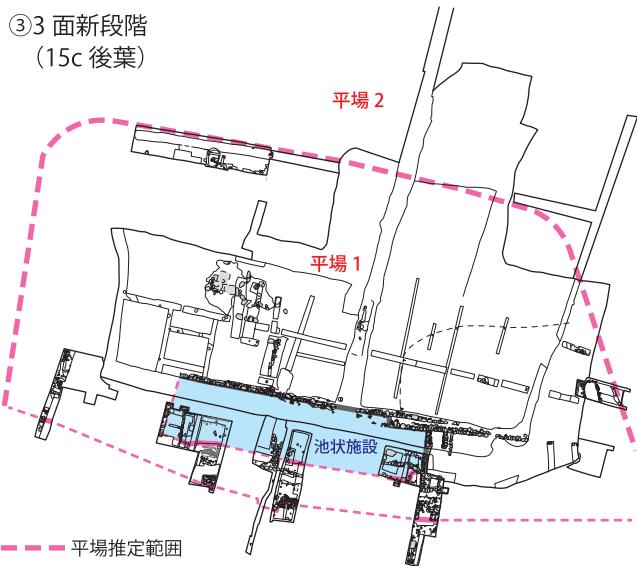 ③3 面新段階
（15c 後葉）
平場 2
平場 1
池状施設
平場推定範囲